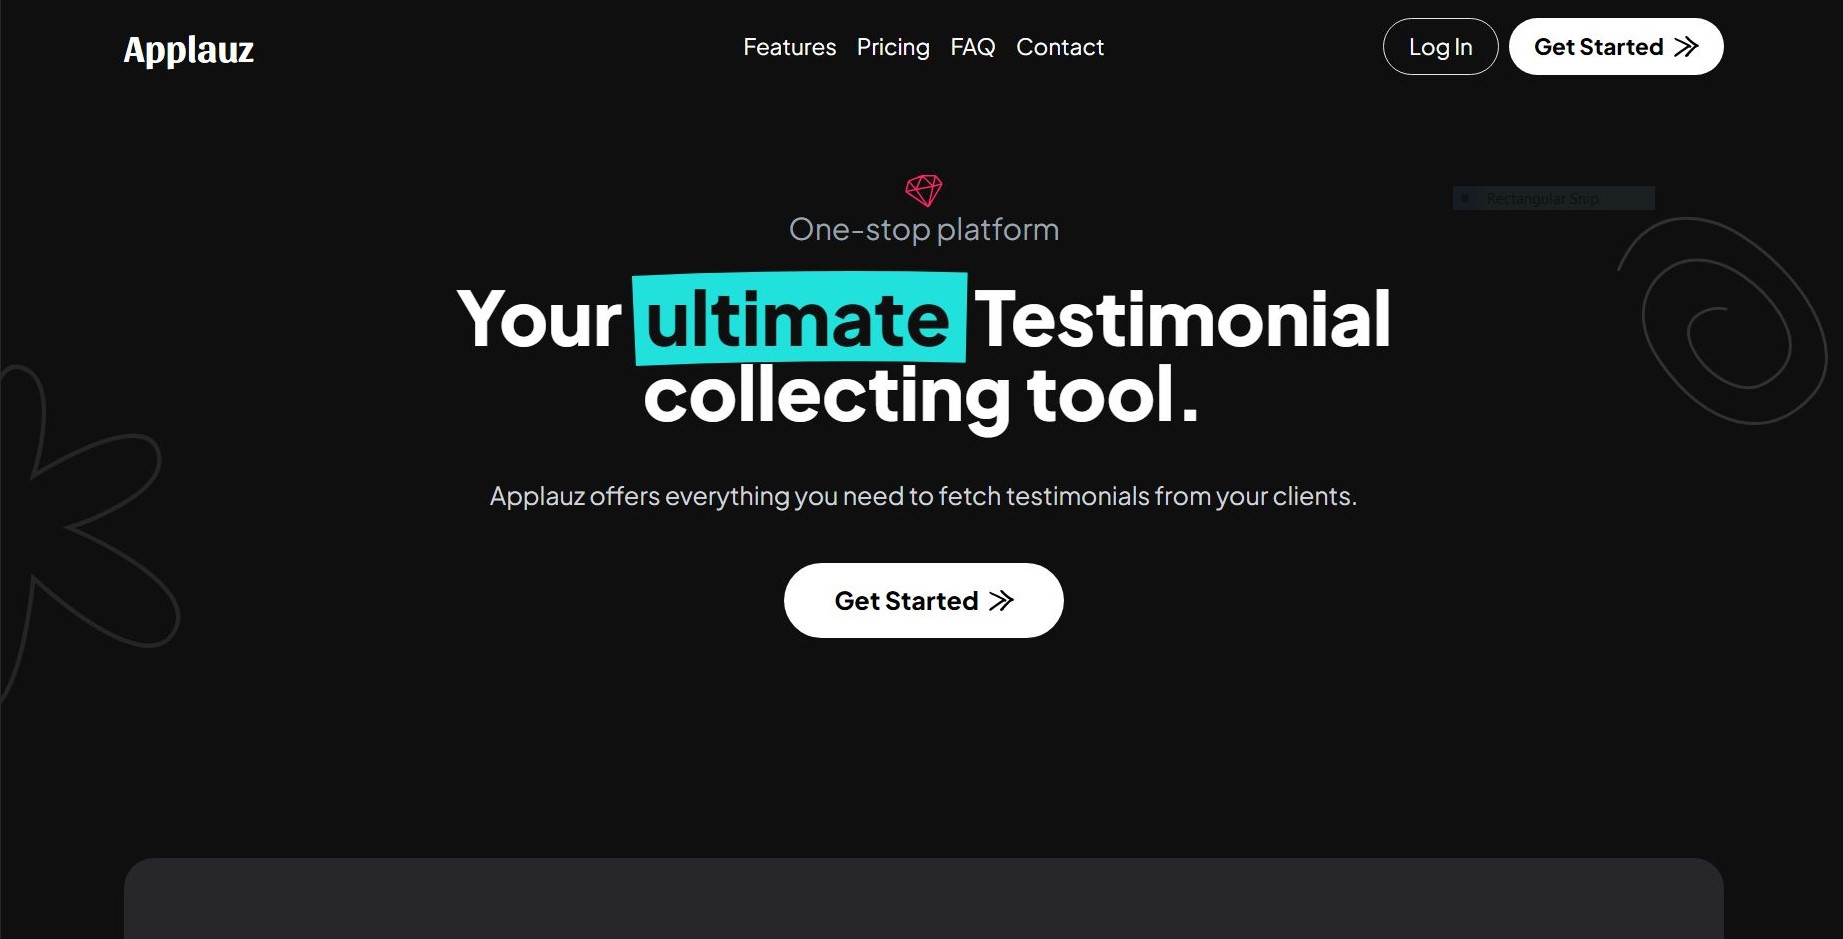 Applauz
Features Pricing FAQ Contact
Log In
Get Started
Rectangular Snip
One-stop platform
Your ultimate Testimonial
collecting tool.
Applauz offers everything you need to fetch testimonials from your clients.
Get Started